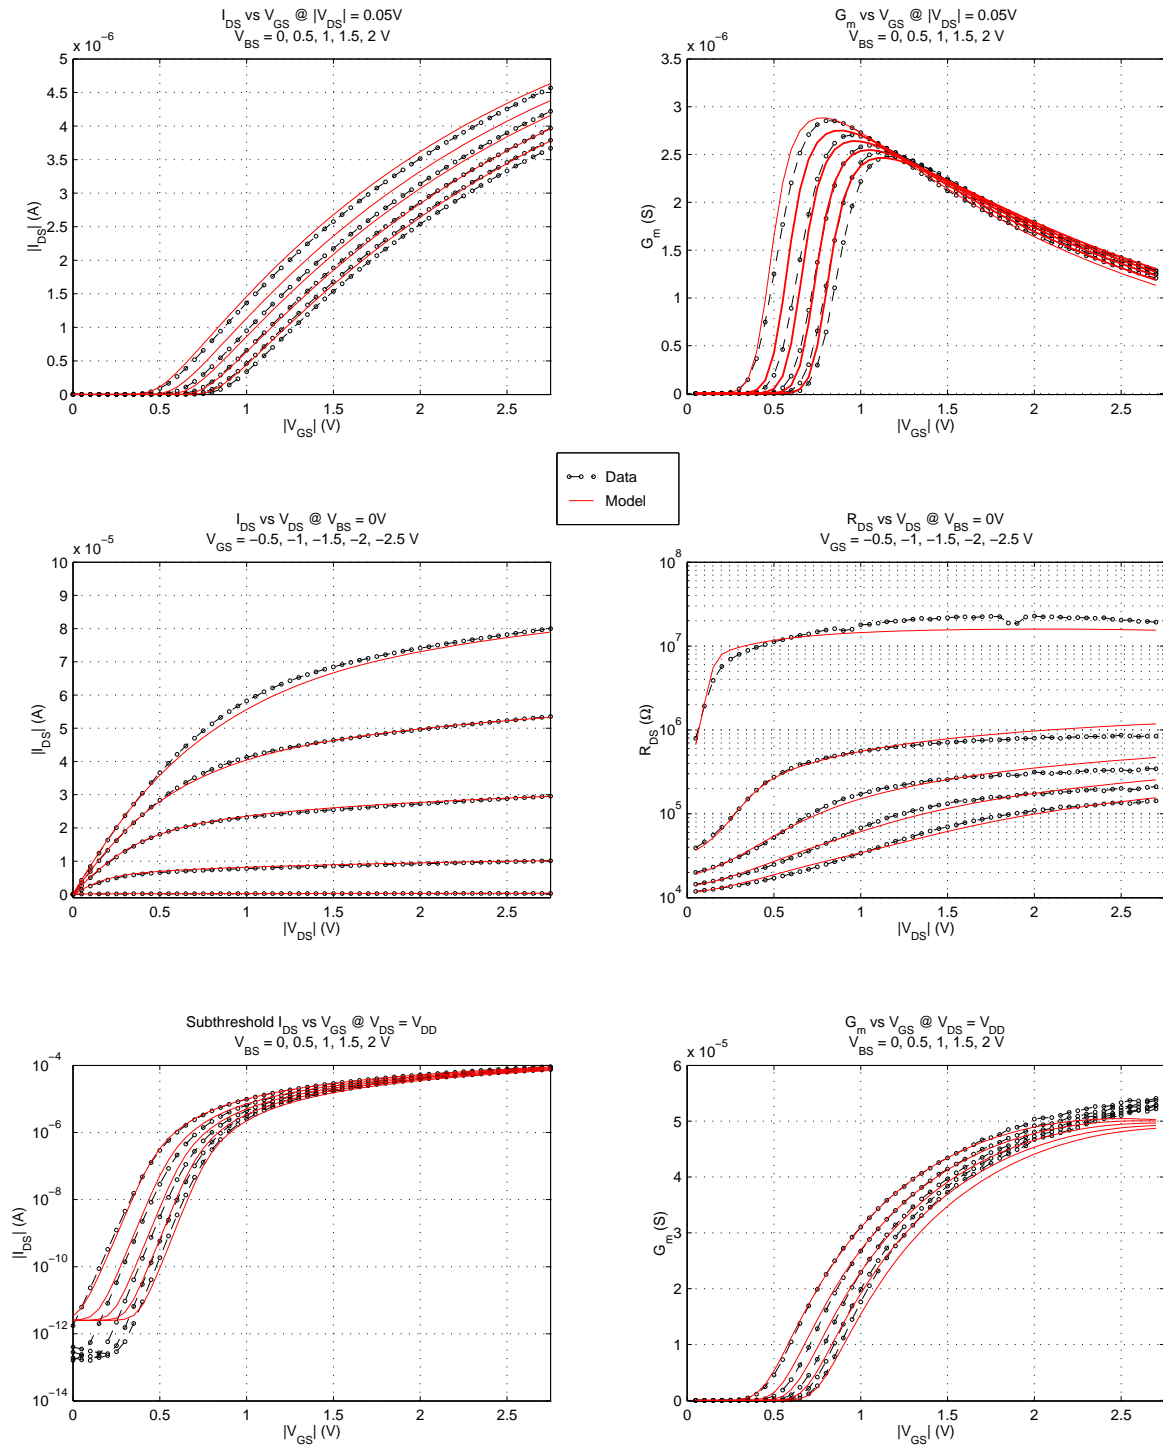 I_DS vs V_GS @ |V_DS| = 0.05V
V_BS = 0, 0.5, 1, 1.5, 2 V
x 10^−6
5
4.5
4
3.5
3
2.5
2
1.5
1
0.5
0
|I_DS| (A)
0 0.5 1 1.5 2 2.5
|V_GS| (V)
G_m vs V_GS @ |V_DS| = 0.05V
V_BS = 0, 0.5, 1, 1.5, 2 V
x 10^−6
3.5
3
2.5
2
1.5
1
0.5
0
G_m (S)
0 0.5 1 1.5 2 2.5
|V_GS| (V)
Data
Model
I_DS vs V_DS @ V_BS = 0V
V_GS = −0.5, −1, −1.5, −2, −2.5 V
x 10^−5
10
9
8
7
6
5
4
3
2
1
0
|I_DS| (A)
0 0.5 1 1.5 2 2.5
|V_DS| (V)
R_DS vs V_DS @ V_BS = 0V
V_GS = −0.5, −1, −1.5, −2, −2.5 V
10^8
10^7
10^6
10^5
10^4
R_DS (Ω)
0 0.5 1 1.5 2 2.5
|V_DS| (V)
Subthreshold I_DS vs V_GS @ V_DS = V_DD
V_BS = 0, 0.5, 1, 1.5, 2 V
10^−4
10^−6
10^−8
10^−10
10^−12
10^−14
|I_DS| (A)
0 0.5 1 1.5 2 2.5
|V_GS| (V)
G_m vs V_GS @ V_DS = V_DD
V_BS = 0, 0.5, 1, 1.5, 2 V
x 10^−5
6
5
4
3
2
1
0
G_m (S)
0 0.5 1 1.5 2 2.5
|V_GS| (V)